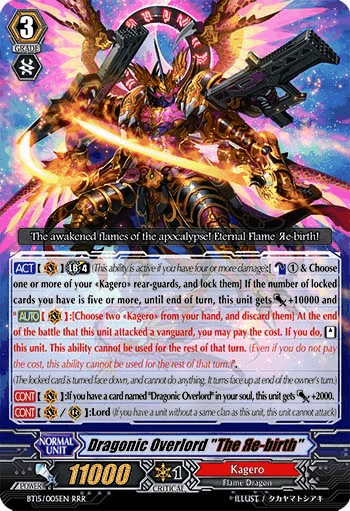 3
GRADE
The awakened flames of the apocalypse! Eternal Flame Я-birth!
ACT【 】LB4 (This ability is active if you have four or more damage):[ ① & Choose
one or more of your «Kagero» rear-guards, and lock them] If the number of locked
cards you have is five or more, until end of turn, this unit gets +10000 and
"AUTO【 】:[Choose two «Kagero» from your hand, and discard them] At the
end of the battle that this unit attacked a vanguard, you may pay the cost. If you do,
this unit. This ability cannot be used for the rest of that turn. (Even if you do not pay
the cost, this ability cannot be used for the rest of that turn.)".
(The locked card is turned face down, and cannot do anything. It turns face up at end of the owner's turn.)
CONT【 】:If you have a card named "Dragonic Overlord" in your soul, this unit gets +2000.
CONT【 / 】:Lord (If you have a unit without a same clan as this unit, this unit cannot attack)
NORMAL
UNIT
Dragonic Overlord "The Яe-birth"
POWER
11000
1
CRITICAL
Kagero
Flame Dragon
BT15/005EN RRR
ILLUST / タカヤマトシアキ